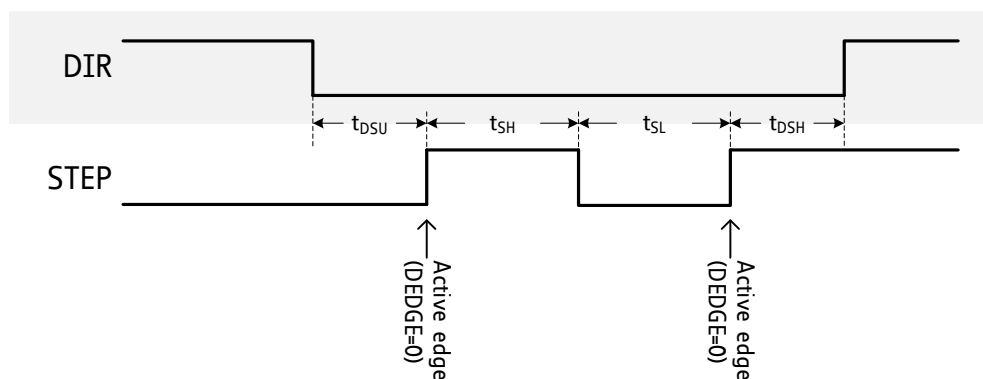 DIR
tDSU tSH tSL tDSH
STEP
Active edge
(DEDGE=0)
Active edge
(DEDGE=0)